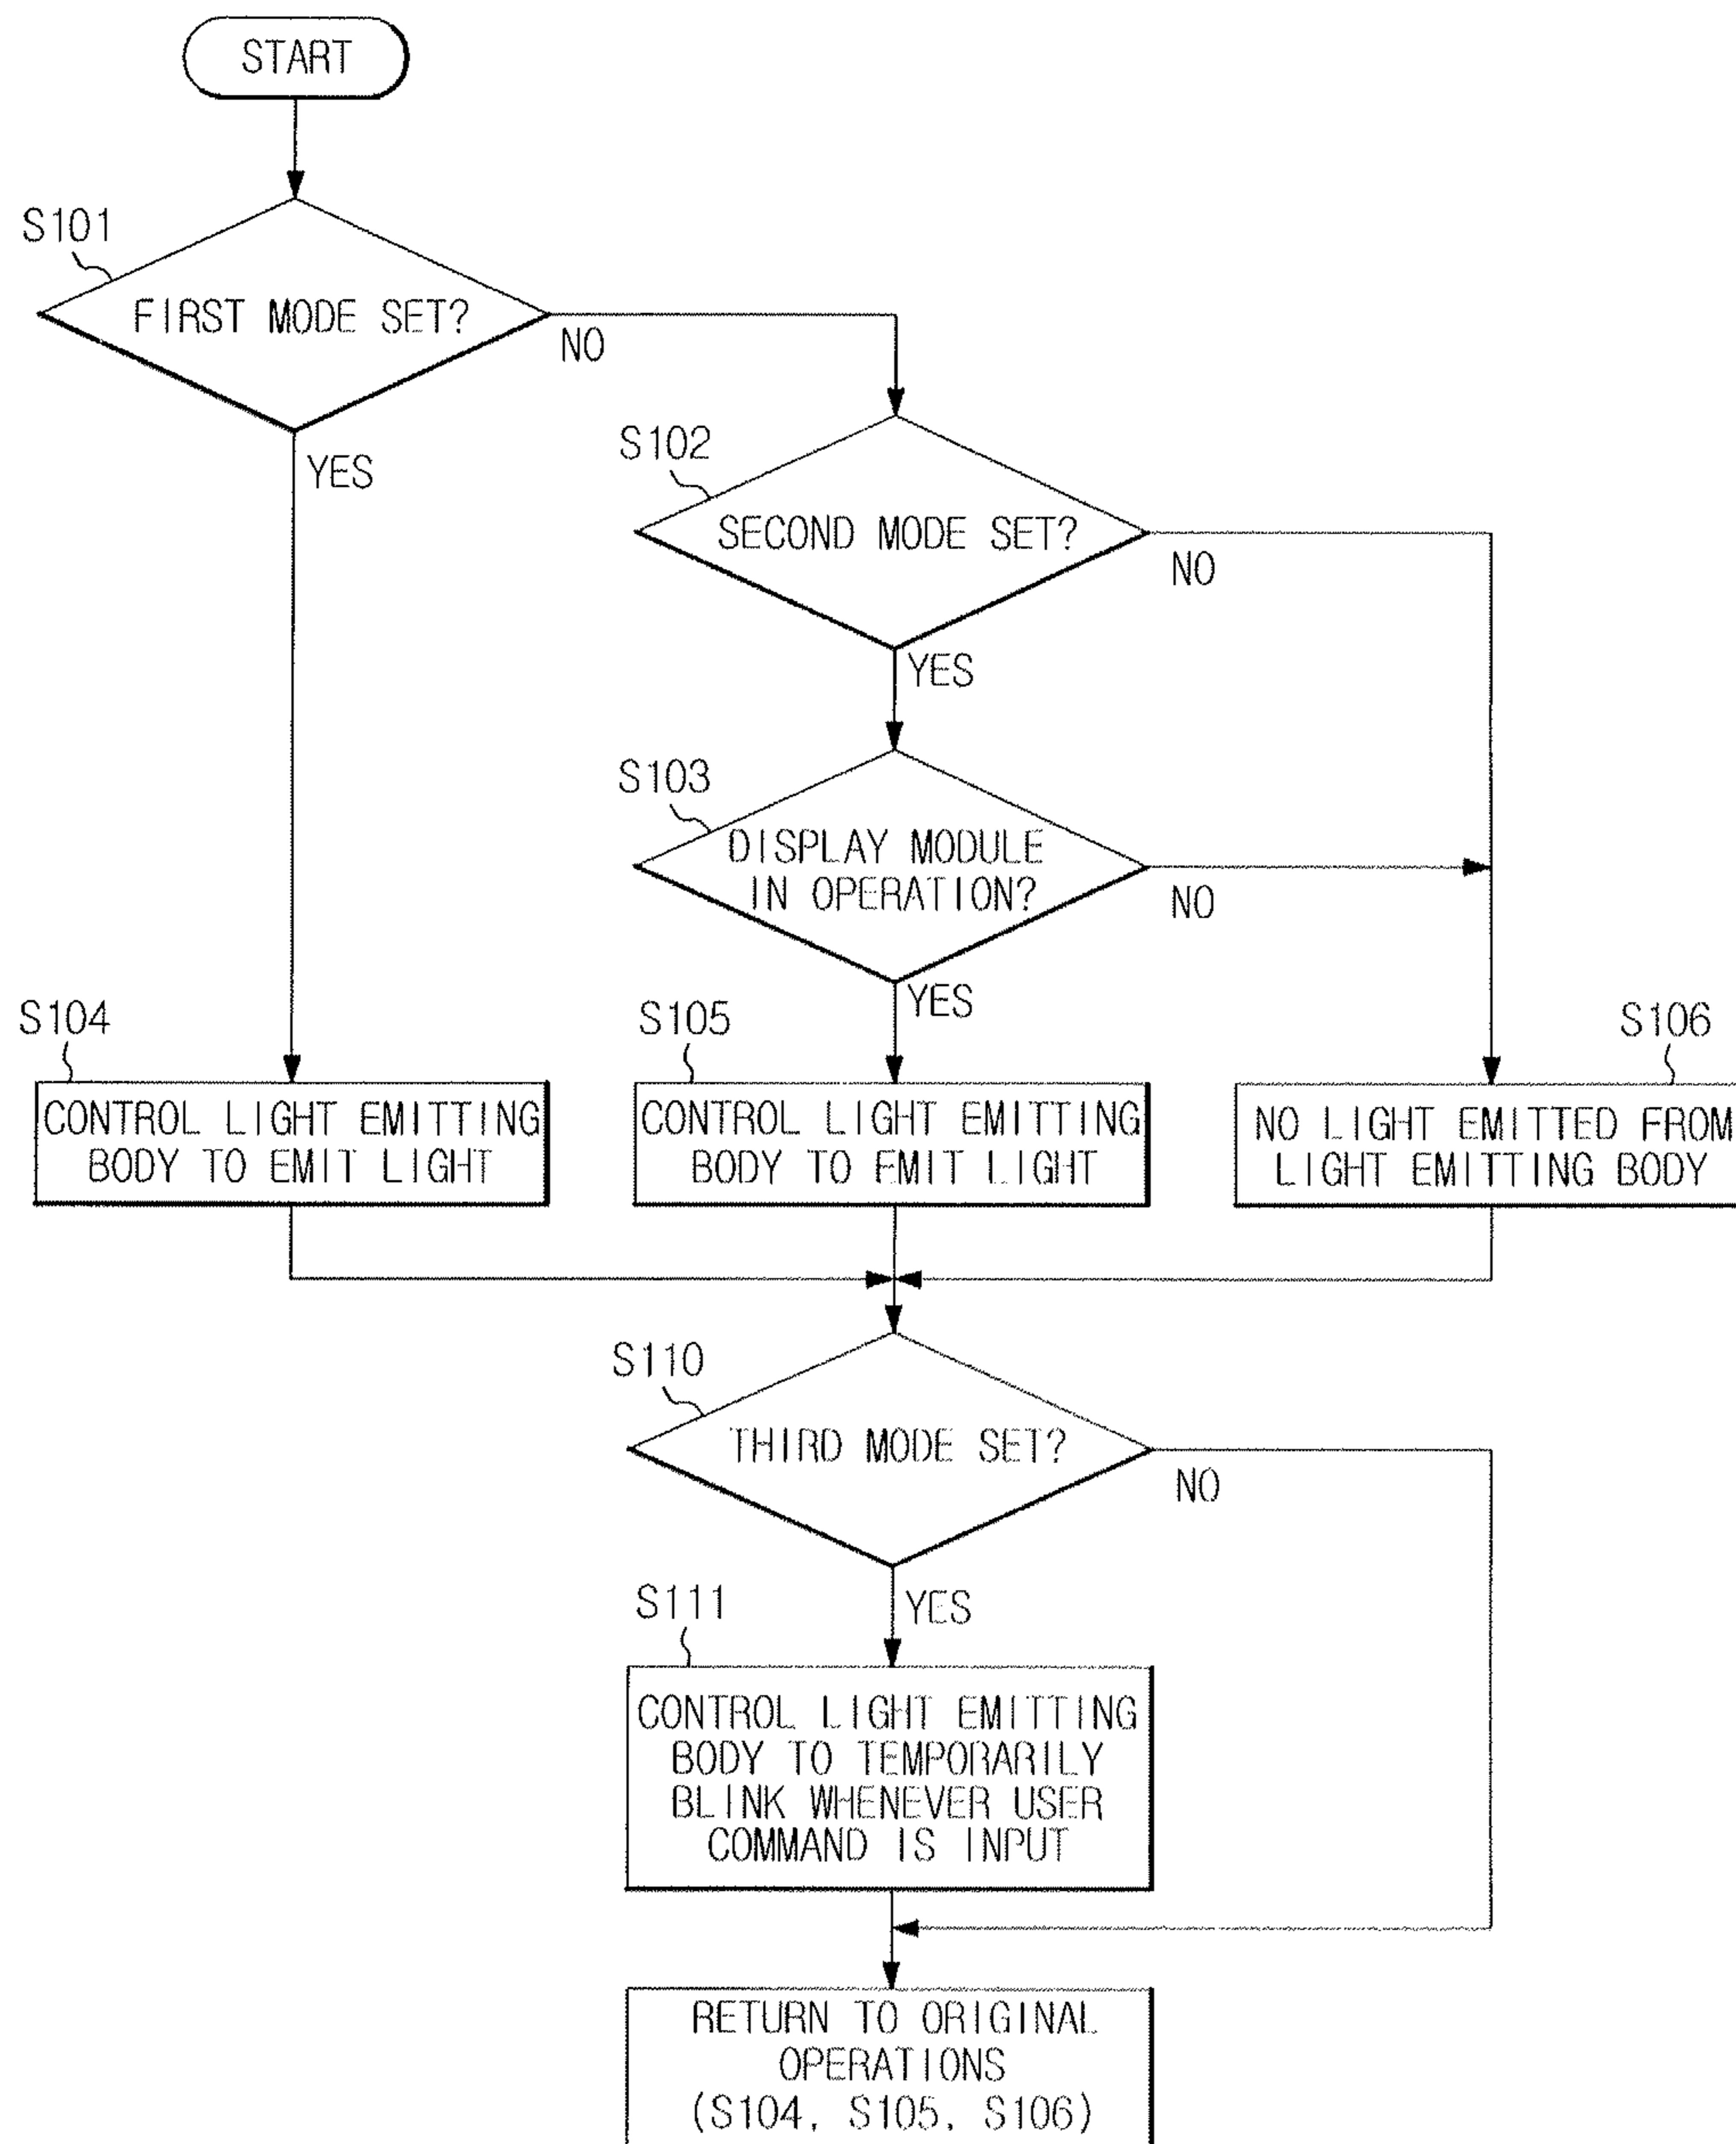 START
S101
FIRST MODE SET?
NO
YES
S102
SECOND MODE SET?
NO
YES
S103
DISPLAY MODULE
IN OPERATION?
NO
YES
S104
CONTROL LIGHT EMITTING
BODY TO EMIT LIGHT
S105
CONTROL LIGHT EMITTING
BODY TO EMIT LIGHT
S106
NO LIGHT EMITTED FROM
LIGHT EMITTING BODY
S110
THIRD MODE SET?
NO
YES
S111
CONTROL LIGHT EMITTING
BODY TO TEMPORARILY
BLINK WHENEVER USER
COMMAND IS INPUT
RETURN TO ORIGINAL
OPERATIONS
(S104, S105, S106)